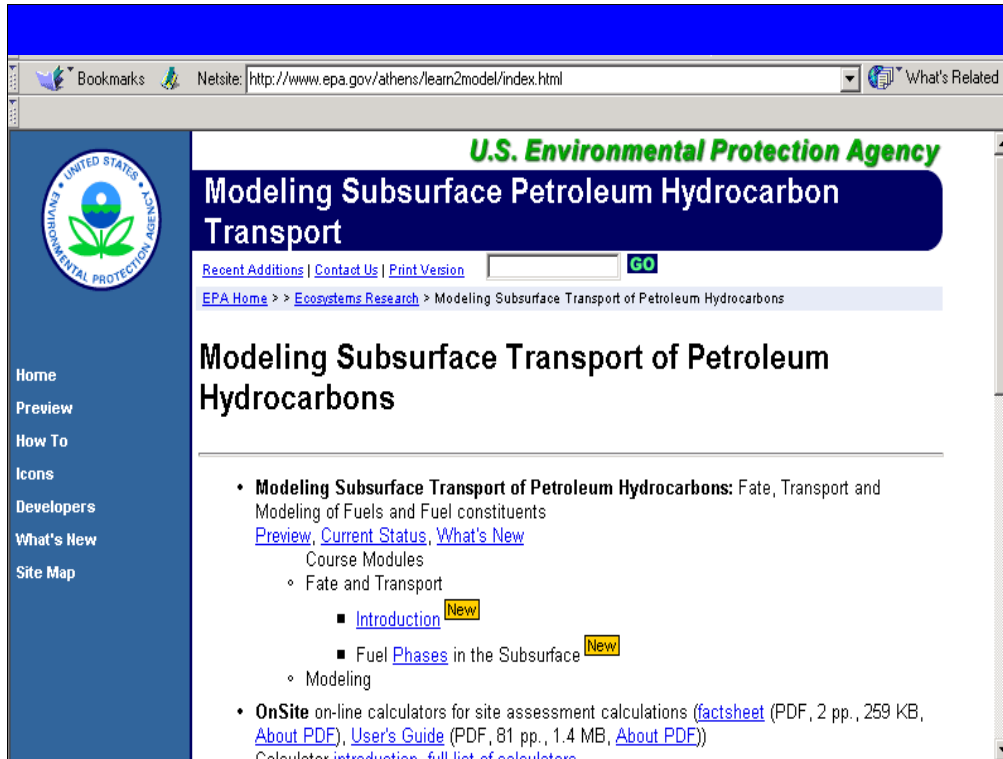 Bookmarks Netsite: http://www.epa.gov/athens/learn2model/index.html What's Related
UNITED STATES
ENVIRONMENTAL PROTECTION AGENCY
Home
Preview
How To
Icons
Developers
What's New
Site Map
U.S. Environmental Protection Agency
Modeling Subsurface Petroleum Hydrocarbon
Transport
Recent Additions | Contact Us | Print Version GO
EPA Home > > Ecosystems Research > Modeling Subsurface Transport of Petroleum Hydrocarbons
Modeling Subsurface Transport of Petroleum
Hydrocarbons
• Modeling Subsurface Transport of Petroleum Hydrocarbons: Fate, Transport and
Modeling of Fuels and Fuel constituents
Preview, Current Status, What's New
Course Modules
◦ Fate and Transport
■ Introduction New
■ Fuel Phases in the Subsurface New
◦ Modeling
• OnSite on-line calculators for site assessment calculations (factsheet (PDF, 2 pp., 259 KB,
About PDF), User's Guide (PDF, 81 pp., 1.4 MB, About PDF))
Calculator introduction, full list of calculators